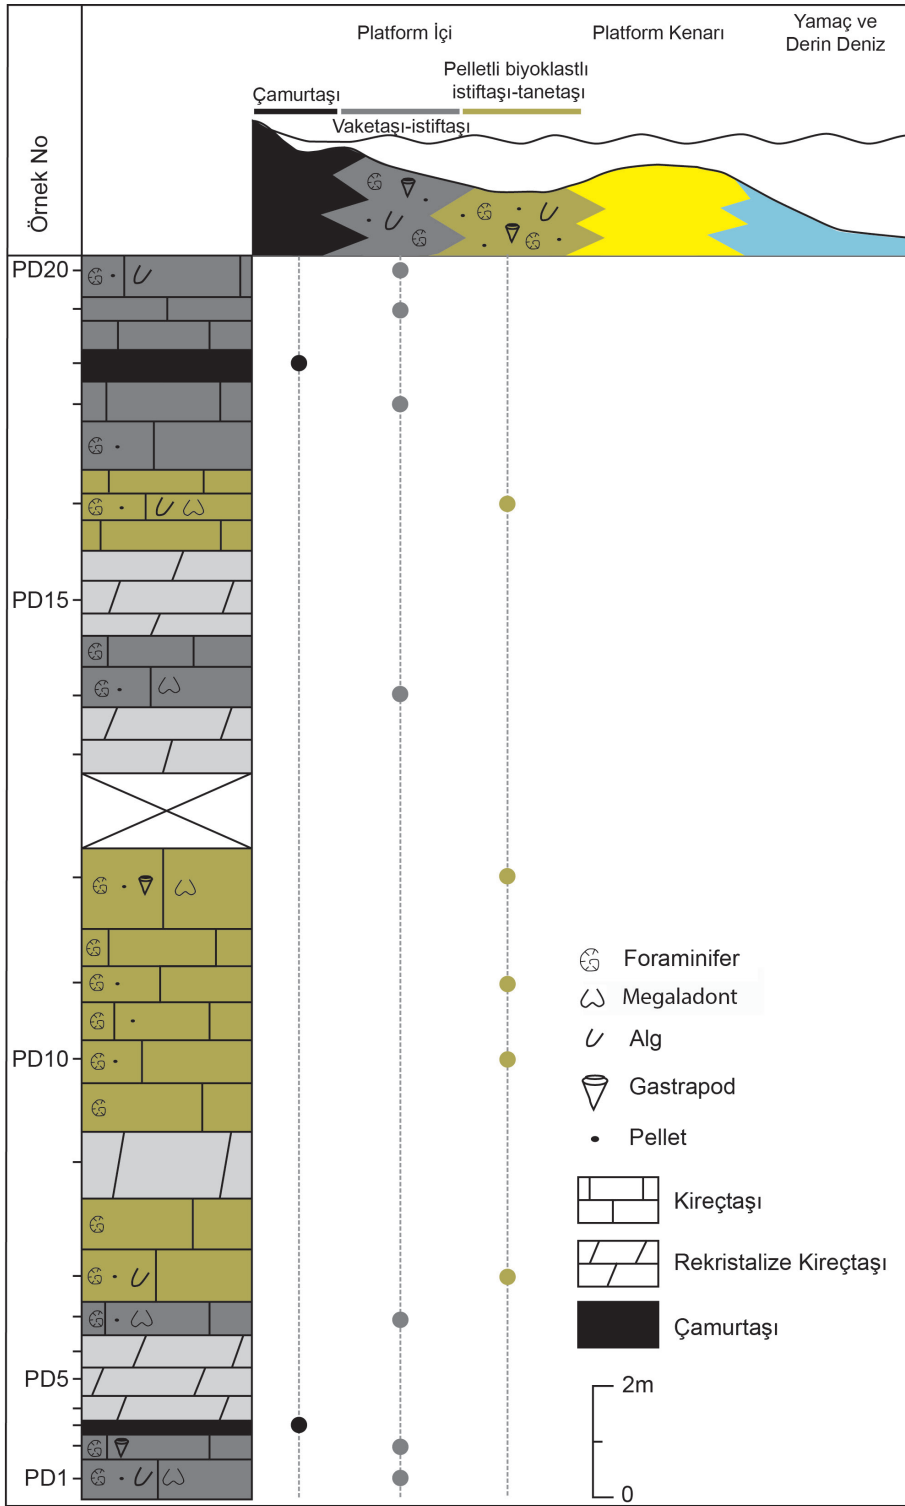 Örnek No
Platform İçi
Platform Kenarı
Yamaç ve
Derin Deniz
Pelletli biyoklastlı
istiftaşı-tanetaşı
Çamurtaşı
Vaketaşı-istiftaşı
PD20
PD15
PD10
PD5
PD1
Foraminifer
Megaladont
Alg
Gastrapod
Pellet
Kireçtaşı
Rekristalize Kireçtaşı
Çamurtaşı
2m
0